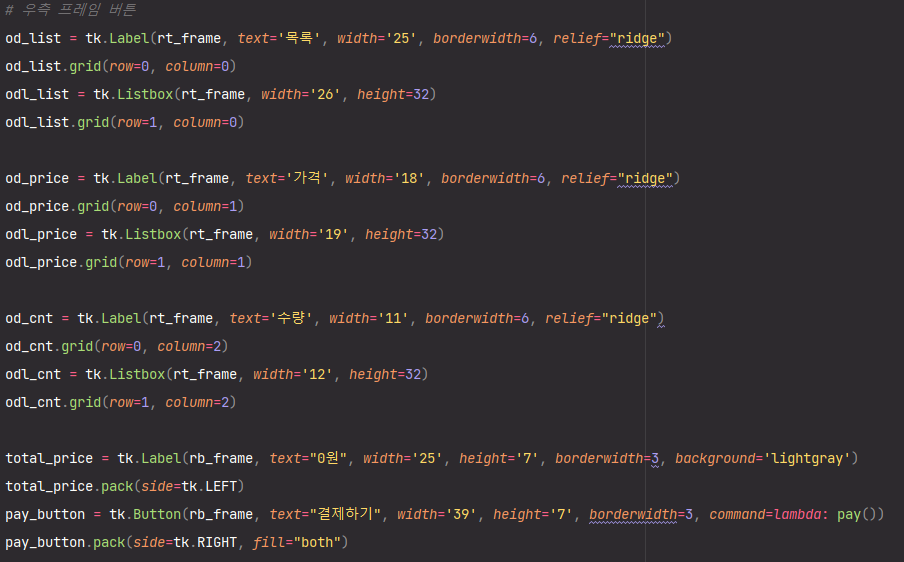 # 우측 프레임 버튼
od_list = tk.Label(rt_frame, text='목록', width='25', borderwidth=6, relief="ridge")
od_list.grid(row=0, column=0)
odl_list = tk.Listbox(rt_frame, width='26', height=32)
odl_list.grid(row=1, column=0)
od_price = tk.Label(rt_frame, text='가격', width='18', borderwidth=6, relief="ridge")
od_price.grid(row=0, column=1)
odl_price = tk.Listbox(rt_frame, width='19', height=32)
odl_price.grid(row=1, column=1)
od_cnt = tk.Label(rt_frame, text='수량', width='11', borderwidth=6, relief="ridge")
od_cnt.grid(row=0, column=2)
odl_cnt = tk.Listbox(rt_frame, width='12', height=32)
odl_cnt.grid(row=1, column=2)
total_price = tk.Label(rb_frame, text="0원", width='25', height='7', borderwidth=3, background='lightgray')
total_price.pack(side=tk.LEFT)
pay_button = tk.Button(rb_frame, text="결제하기", width='39', height='7', borderwidth=3, command=lambda: pay())
pay_button.pack(side=tk.RIGHT, fill="both")